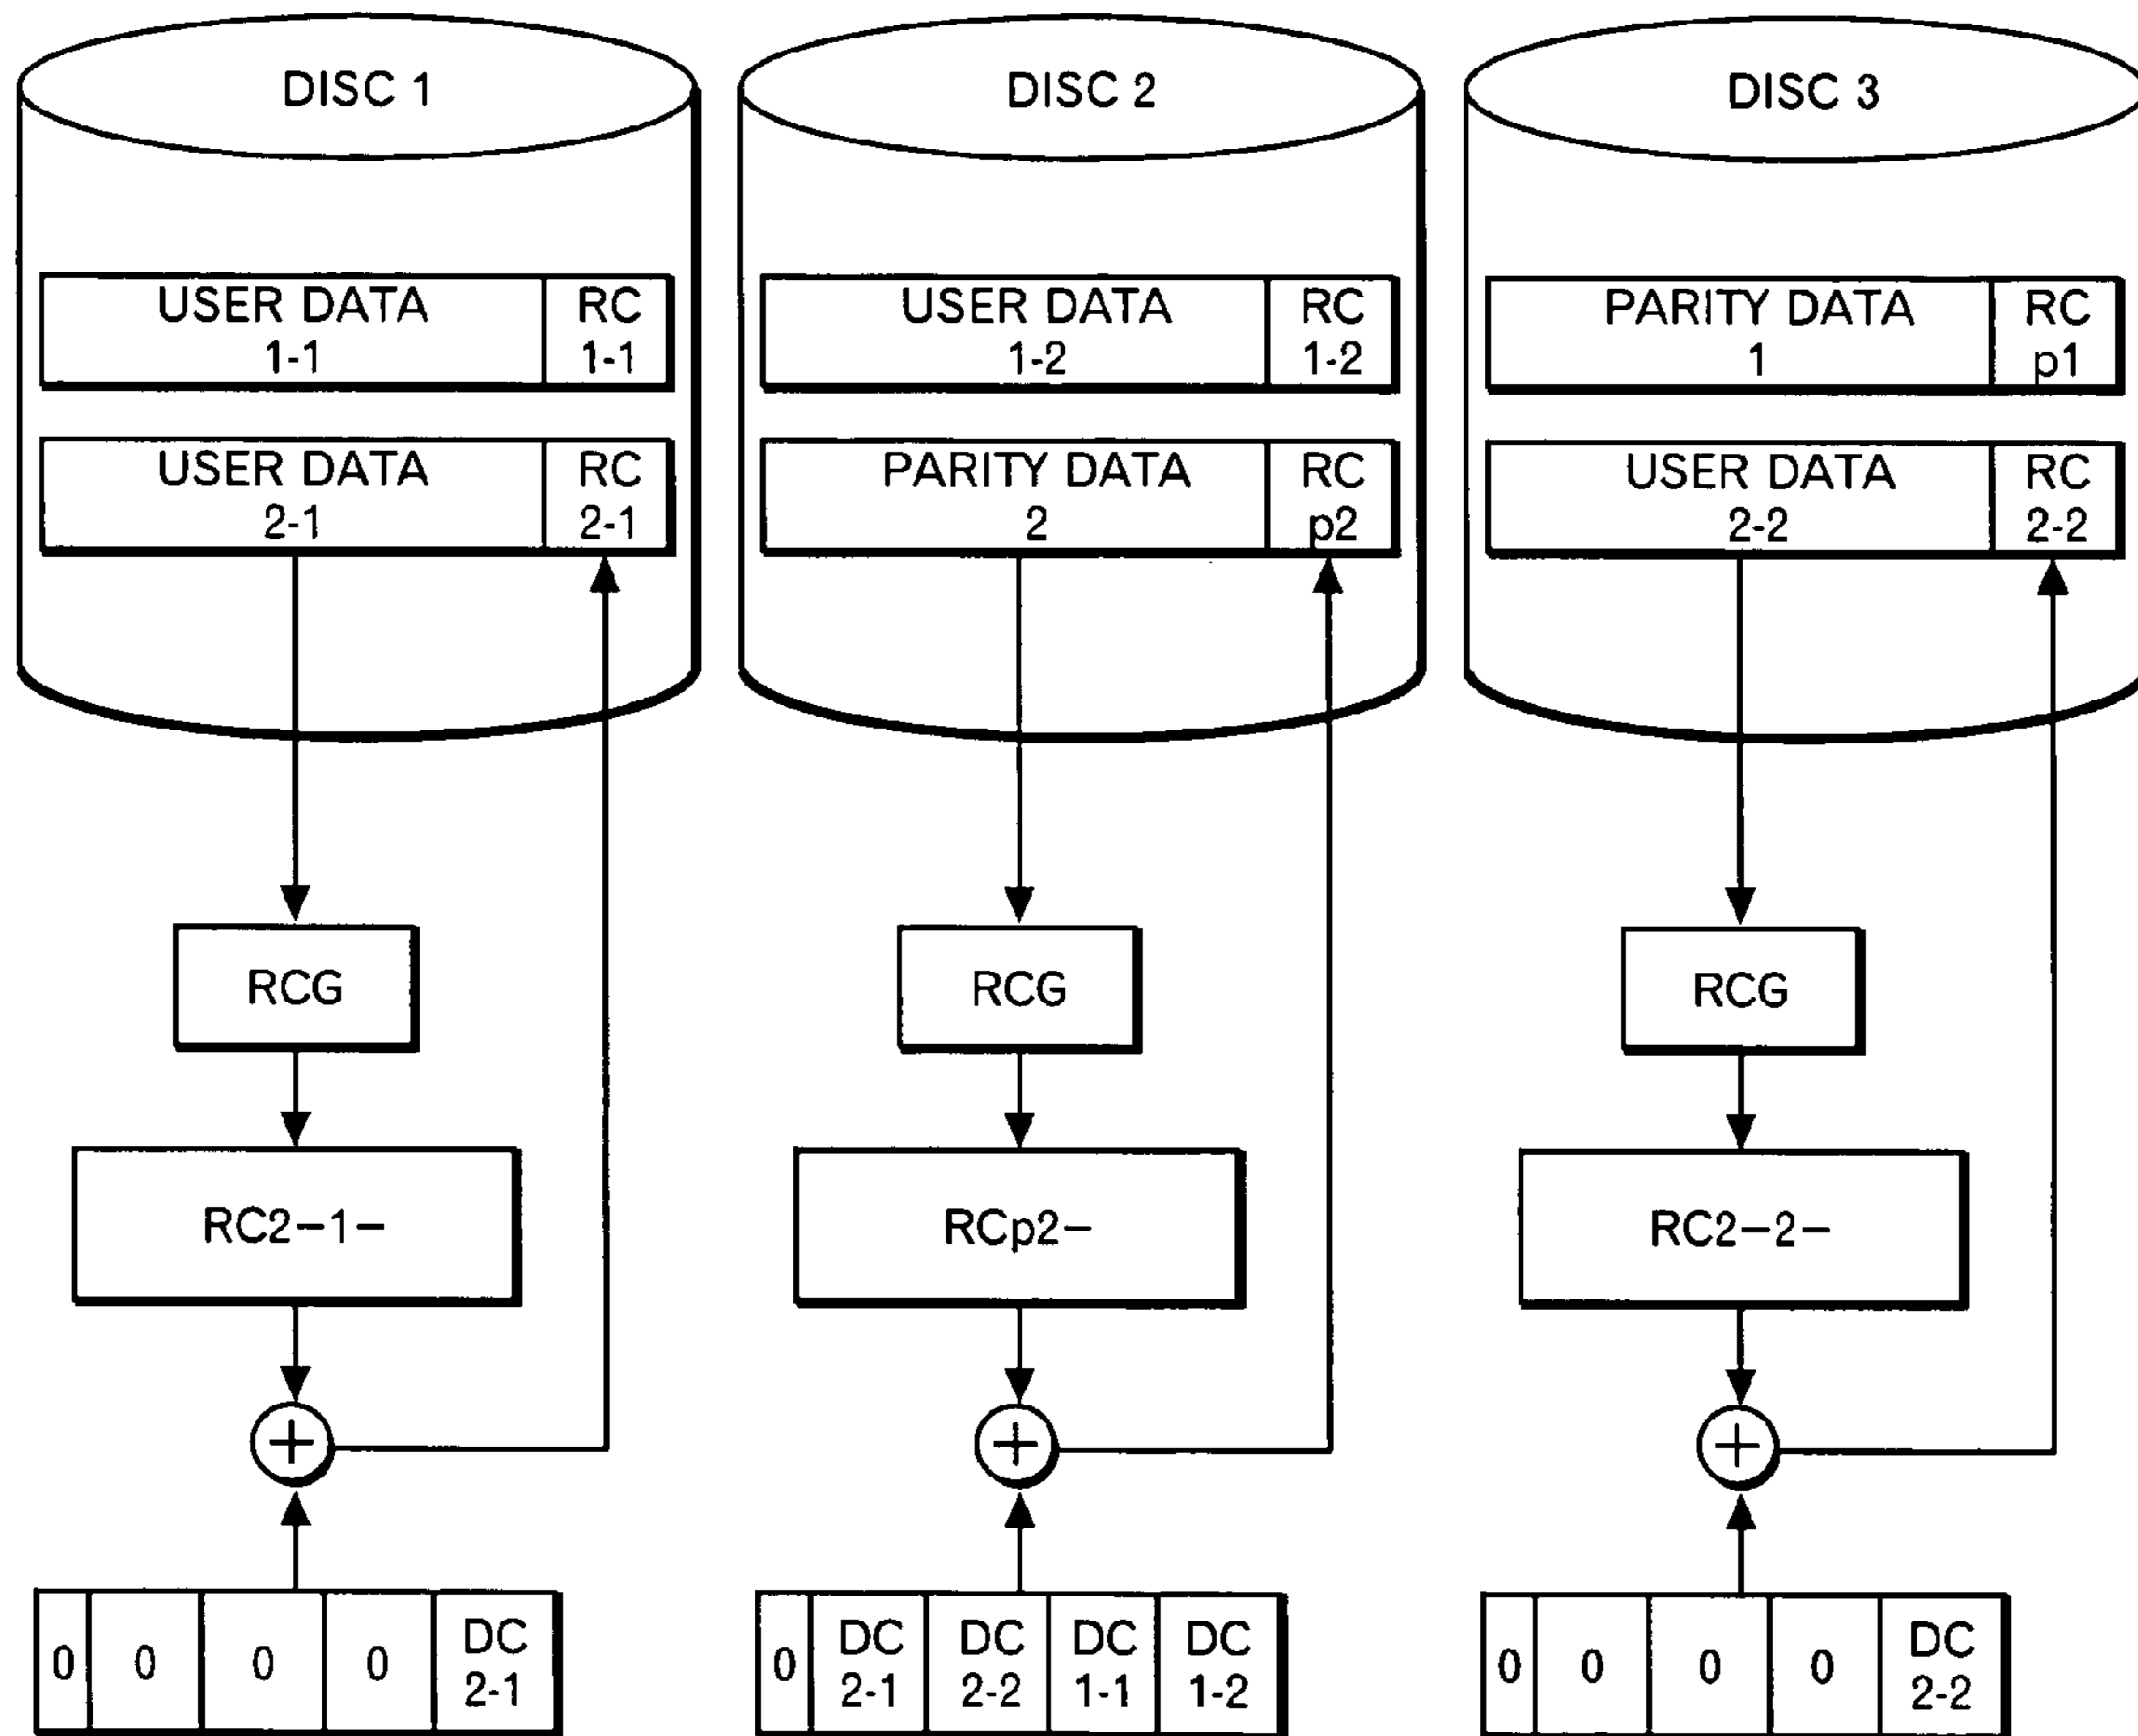 DISC 1
DISC 2
DISC 3
USER DATA
1-1
RC
1-1
USER DATA
1-2
RC
1-2
PARITY DATA
1
RC
p1
USER DATA
2-1
RC
2-1
PARITY DATA
2
RC
p2
USER DATA
2-2
RC
2-2
RCG
RCG
RCG
RC2-1-
RCp2-
RC2-2-
+
+
+
0
0
0
0
DC
2-1
0
DC
2-1
DC
2-2
DC
1-1
DC
1-2
0
0
0
0
DC
2-2